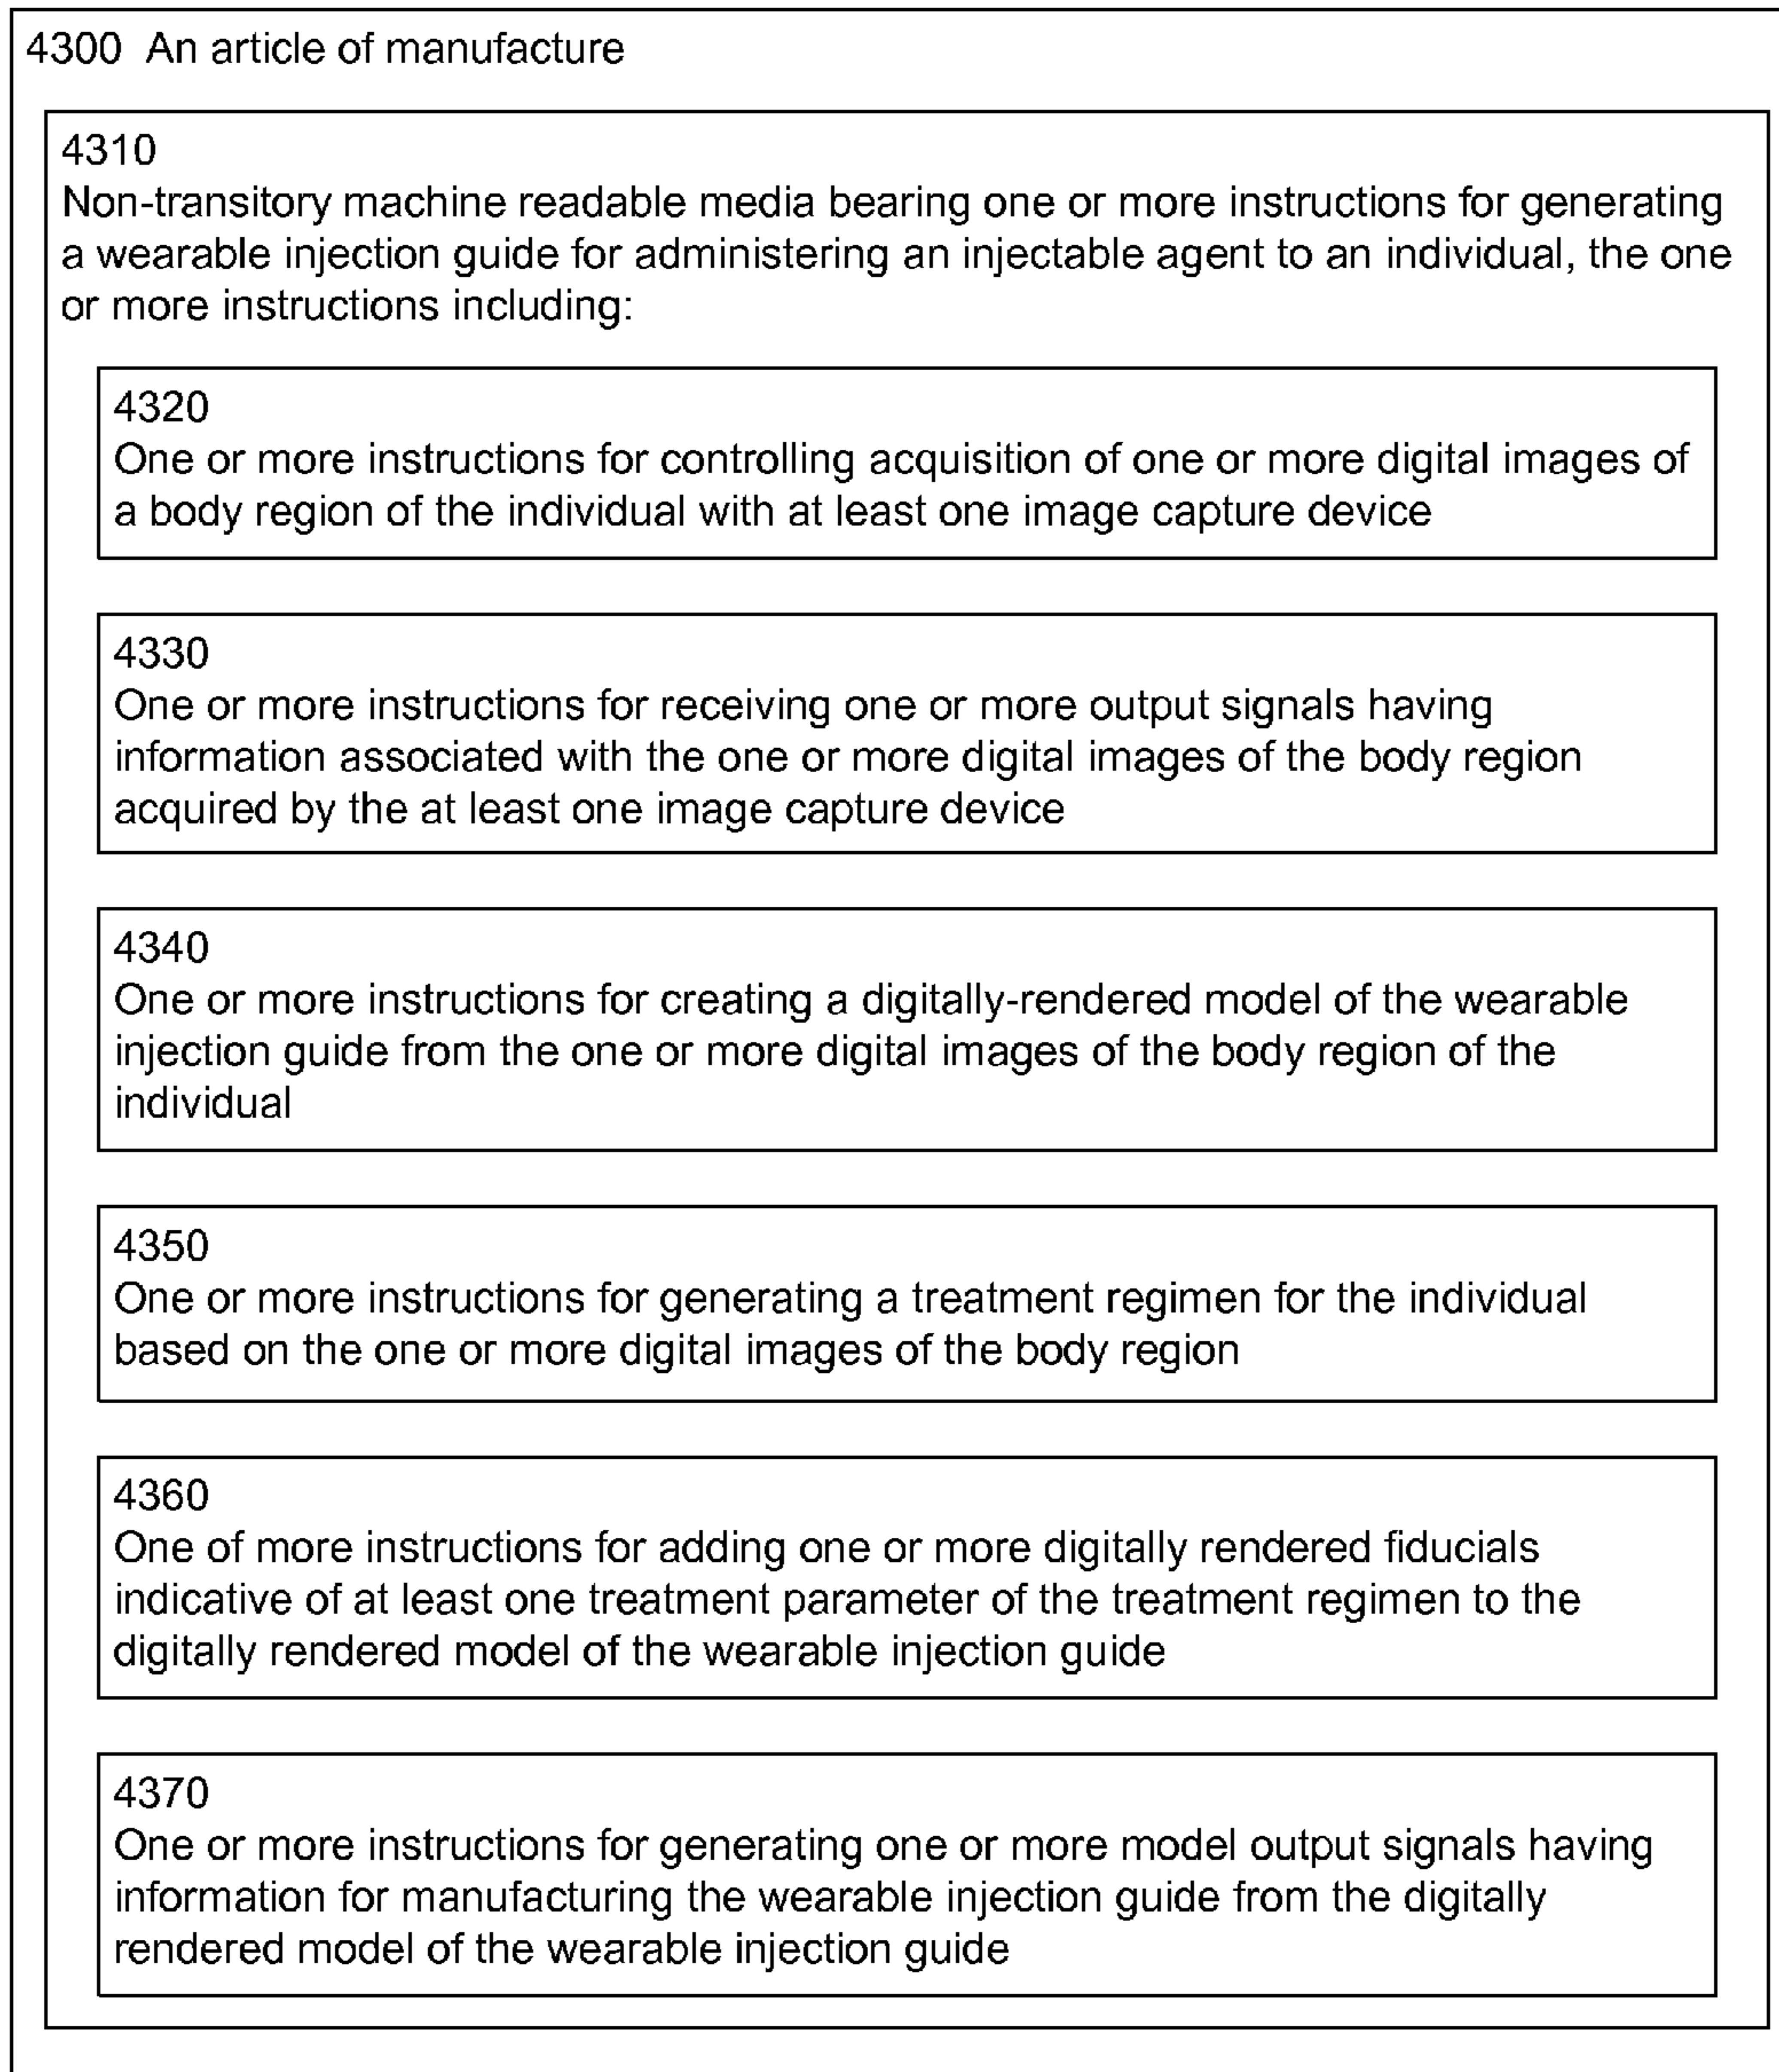 4300 An article of manufacture
4310
Non-transitory machine readable media bearing one or more instructions for generating
a wearable injection guide for administering an injectable agent to an individual, the one
or more instructions including:
4320
One or more instructions for controlling acquisition of one or more digital images of
a body region of the individual with at least one image capture device
4330
One or more instructions for receiving one or more output signals having
information associated with the one or more digital images of the body region
acquired by the at least one image capture device
4340
One or more instructions for creating a digitally-rendered model of the wearable
injection guide from the one or more digital images of the body region of the
individual
4350
One or more instructions for generating a treatment regimen for the individual
based on the one or more digital images of the body region
4360
One of more instructions for adding one or more digitally rendered fiducials
indicative of at least one treatment parameter of the treatment regimen to the
digitally rendered model of the wearable injection guide
4370
One or more instructions for generating one or more model output signals having
information for manufacturing the wearable injection guide from the digitally
rendered model of the wearable injection guide